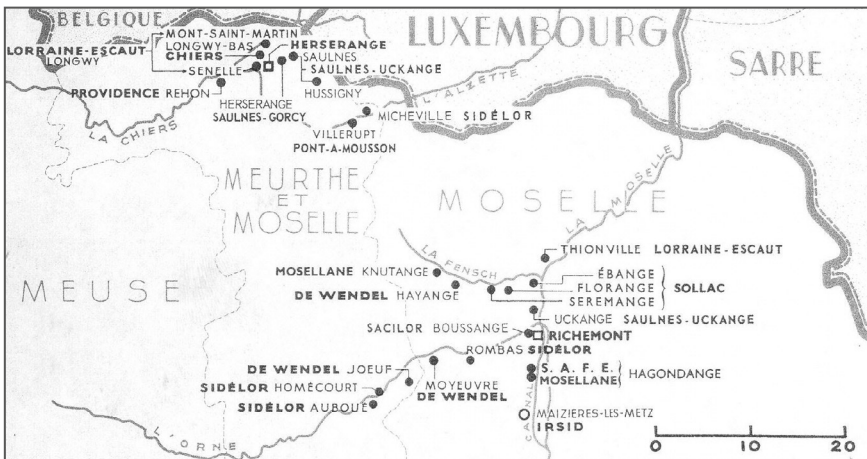 BELGIQUE
LUXEMBOURG
SARRE
MONT-SAINT-MARTIN
LORRAINE-ESCAUT LONGWY-BAS HERSERANGE
LONGWY CHIERS SAULNES
SENELLE SAULNES-UCKANGE
PROVIDENCE REHON HUSSIGNY
HERSERANGE
SAULNES-GORCY
LA CHIERS
L'ALZETTE
MICHEVILLE SIDÉLOR
VILLERUPT
PONT-A-MOUSSON
MEURTHE
ET
MOSELLE
MOSELLE
LA MOSELLE
MEUSE
THIONVILLE LORRAINE-ESCAUT
LA FENSCH
MOSELLANE KNUTANGE
ÉBANGE
DE WENDEL HAYANGE
FLORANGE SOLLAC
SEREMANGE
UCKANGE SAULNES-UCKANGE
SACILOR BOUSSANGE RICHEMONT
ROMBAS SIDÉLOR
DE WENDEL JOEUF
S. A. F. E.
MOSELLANE HAGONDANGE
SIDÉLOR HOMÉCOURT
MOYEUVRE
DE WENDEL
SIDÉLOR AUBOUÉ
CANAL
MAIZIERES-LES-METZ
IRSID
L'ORNE
0 10 20